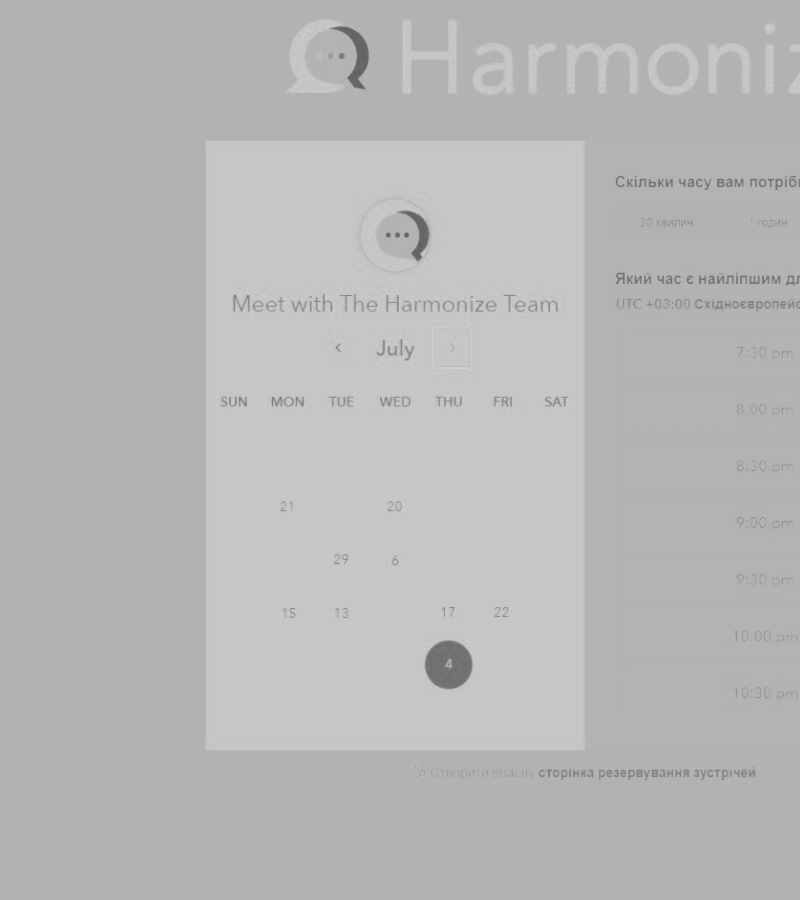 Harmoniz
Meet with The Harmonize Team
July
SUN MON TUE WED THU FRI SAT
21 20
29 6
15 13 17 22
4
Скільки часу вам потріб
30 хвилин 1 годин
Який час є найліпшим дл
UTC +03:00 Східноєвропейс
7:30 pm
8:00 pm
8:30 pm
9:00 pm
9:30 pm
10:00 pm
10:30 pm
Створити власну сторінка резервування зустрічей